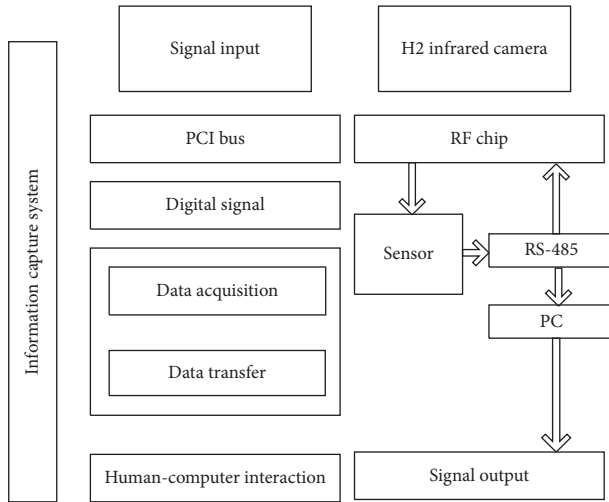 Information capture system
Signal input
H2 infrared camera
PCI bus
RF chip
Digital signal
Sensor
RS-485
Data acquisition
PC
Data transfer
Human-computer interaction
Signal output